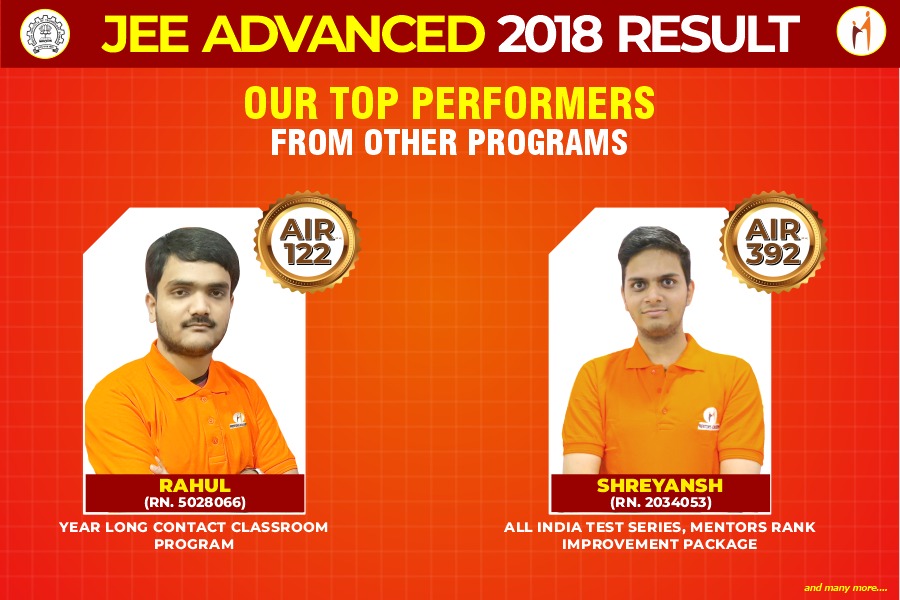 JEE ADVANCED 2018 RESULT
OUR TOP PERFORMERS
FROM OTHER PROGRAMS
AIR
122
AIR
392
RAHUL
(RN. 5028066)
YEAR LONG CONTACT CLASSROOM
PROGRAM
SHREYANSH
(RN. 2034053)
ALL INDIA TEST SERIES, MENTORS RANK
IMPROVEMENT PACKAGE
and many more....